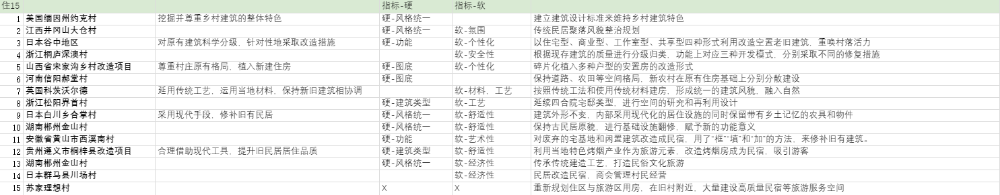 住15 指标-硬 指标-软
1 美国缅因州约克村 挖掘并尊重乡村建筑的整体特色 硬-风格统一 建立建筑设计标准来维持乡村建筑特色
2 江西井冈山大仓村 硬-风格统一 软-氛围 传统民居聚落风貌整治规划
3 日本谷中地区 对原有建筑科学分级，针对性地采取改造措施 硬-功能 软-个性化 以住宅型、商业型、工作室型、共享型四种形式利用改造空置老旧建筑，重唤村落活力
4 浙江桐庐深澳村 软-安全性 根据现存建筑的质量进行分级归类，功能上对应三种开发模式，分别采取不同的修复措施
5 山西省宋家沟乡村改造项目 尊重村庄原有格局，植入新建住房 硬-图底 软-个性化 碎片化植入多种户型的安置房的改造形式
6 河南信阳郝堂村 硬-图底 保持道路、农田等空间格局，新农村在原有住房基础上分别分散建设
7 英国科茨沃尔德 延用传统工艺，运用当地材料，保持新旧建筑相协调 软-材料，工艺 按照传统工法和使用传统材料建房，形成统一的建筑风貌，融入自然
8 浙江松阳界首村 硬-建筑类型 软-工艺 延续四合院宅邸类型，进行空间的研究和再利用设计
9 日本白川乡合掌村 采用现代手段，修补旧有民居 硬-风格统一 软-舒适性 建筑外形不变，内部采用现代化的居住设施的同时保留带有乡土记忆的农具和物件
10 湖南郴州金山村 硬-风格统一 软-舒适性 保持古民居原貌，进行基础设施翻修，赋予新的功能意义
11 安徽省黄山市西溪南村 硬-功能 软-艺术性 对废弃的宅基地和闲置建筑改造成民宿，用了“框”“填”和“加”的方法，来修补旧有建筑。
12 贵州遵义市桐梓县改造项目 合理借助现代工具，提升旧民居居住品质 硬-建筑类型 软-舒适性 利用当地特色烤烟产业作为旅游元素，改造烤烟房成为民宿，吸引游客
13 湖南郴州金山村 硬-风格统一 软-经济性 传承传统建造工艺，打造民俗文化旅游
14 日本群马县川场村 软-经济性 民居改造民宿，商会管理村民经营
15 苏家理想村 X X 重新规划住区与旅游区用房，在旧村附近，大量建设高质量民宿等旅游服务空间